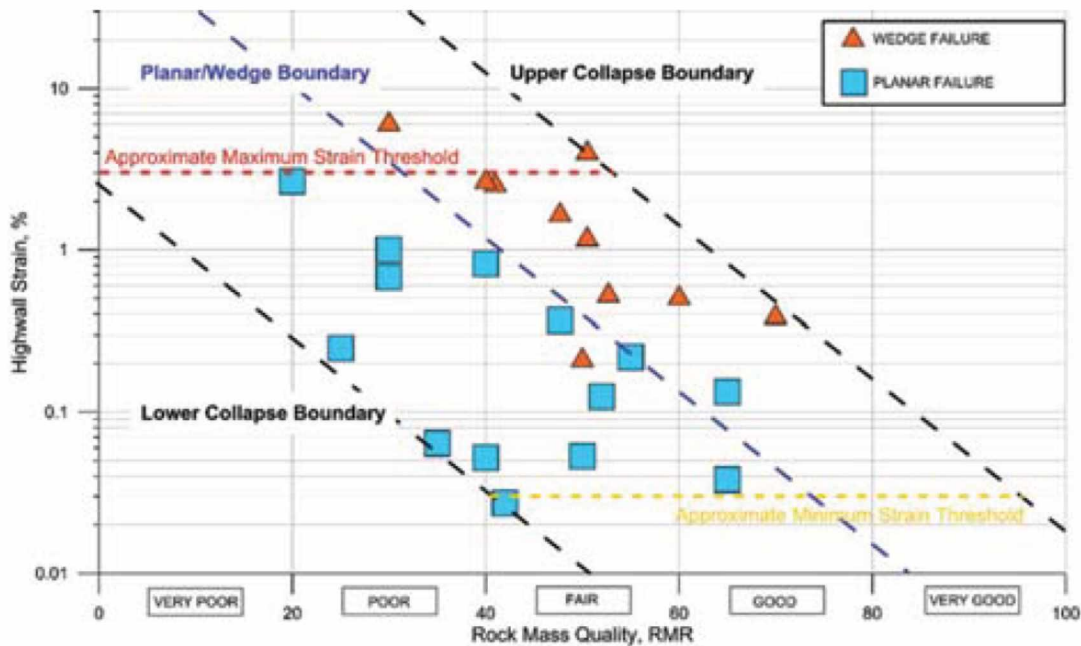 WEDGE FAILURE
PLANAR FAILURE
Planar/Wedge Boundary
Upper Collapse Boundary
Approximate Maximum Strain Threshold
Lower Collapse Boundary
Approximate Minimum Strain Threshold
Highwall Strain, %
10
1
0.1
0.01
0
VERY POOR
20
POOR
40
FAIR
60
GOOD
80
VERY GOOD
100
Rock Mass Quality, RMR